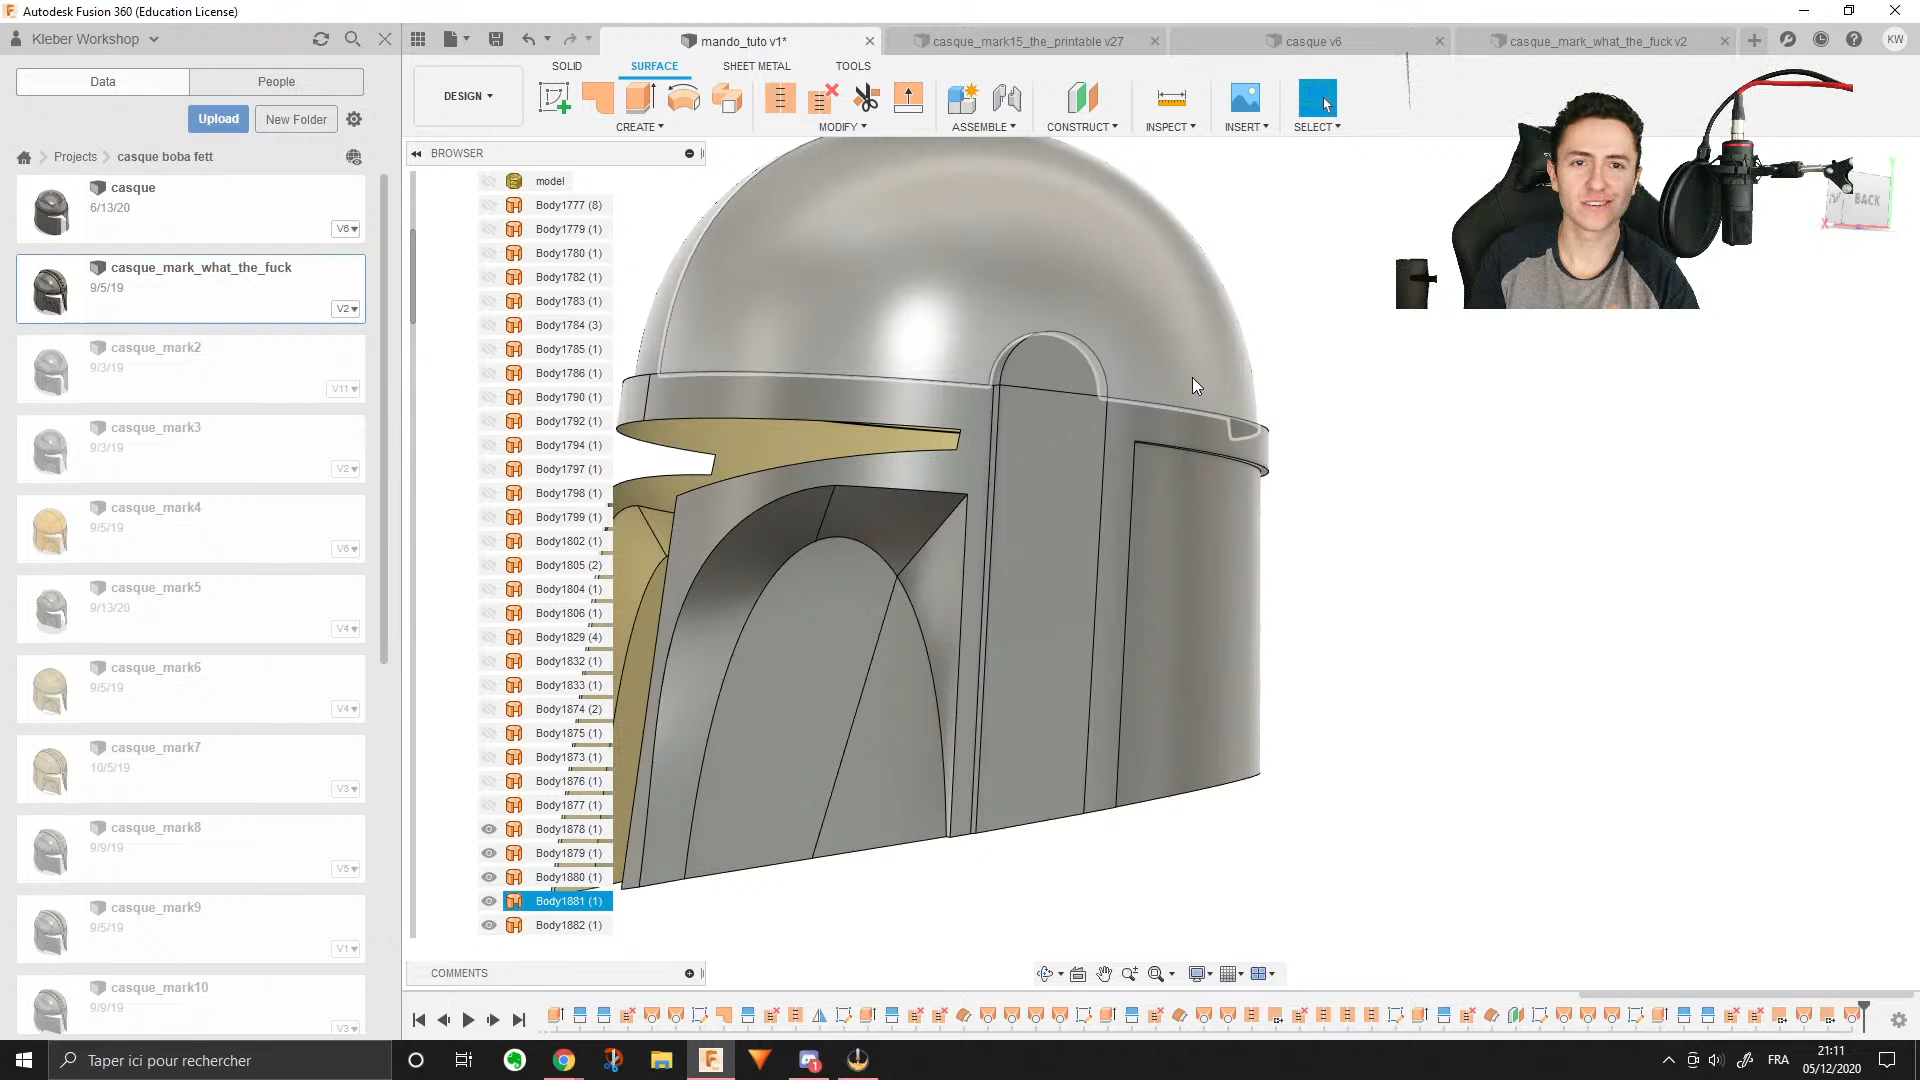 Autodesk Fusion 360 (Education License)
Kleber Workshop
mando_tuto v1*
casque_mark15_the_printable v27
casque v6
casque_mark_what_the_fuck v2
KW
Data
People
SOLID
SURFACE
SHEET METAL
TOOLS
Upload
New Folder
DESIGN
CREATE
MODIFY
ASSEMBLE
CONSTRUCT
INSPECT
INSERT
SELECT
Projects
casque boba fett
BROWSER
BACK
casque
6/13/20
V6
casque_mark_what_the_fuck
9/5/19
V2
casque_mark2
9/3/19
V11
casque_mark3
9/3/19
V2
casque_mark4
9/5/19
V6
casque_mark5
9/13/20
V4
casque_mark6
9/5/19
V4
casque_mark7
10/5/19
V3
casque_mark8
9/9/19
V5
casque_mark9
9/5/19
V1
casque_mark10
9/9/19
V3
model
Body1777 (8)
Body1779 (1)
Body1780 (1)
Body1782 (1)
Body1783 (1)
Body1784 (3)
Body1785 (1)
Body1786 (1)
Body1790 (1)
Body1792 (1)
Body1794 (1)
Body1797 (1)
Body1798 (1)
Body1799 (1)
Body1802 (1)
Body1805 (2)
Body1804 (1)
Body1806 (1)
Body1829 (4)
Body1832 (1)
Body1833 (1)
Body1874 (2)
Body1875 (1)
Body1873 (1)
Body1876 (1)
Body1877 (1)
Body1878 (1)
Body1879 (1)
Body1880 (1)
Body1881 (1)
Body1882 (1)
COMMENTS
Taper ici pour rechercher
1
FRA
21:11
05/12/2020